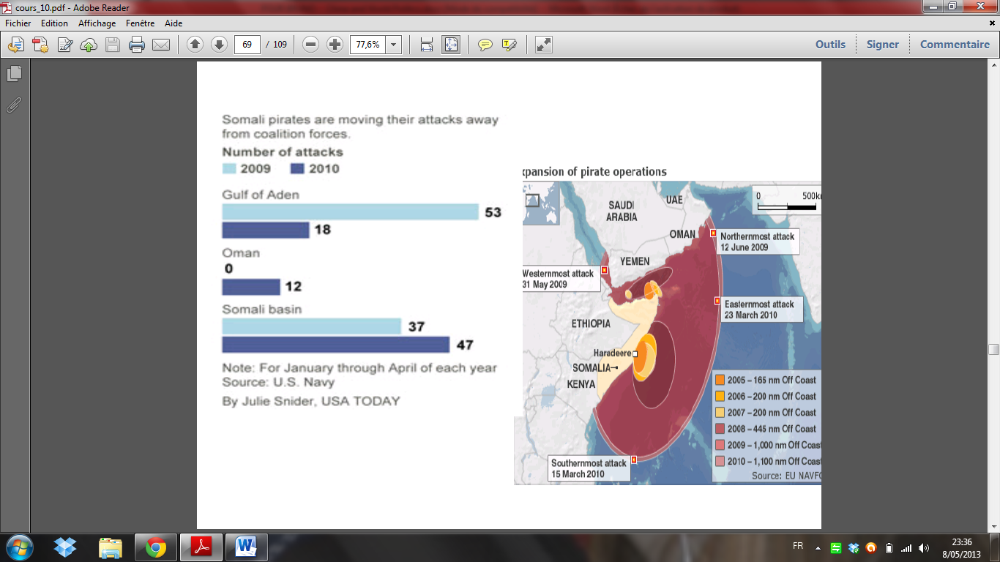 cours_10.pdf - Adobe Reader
Fichier Edition Affichage Fenêtre Aide
69 / 109 77,6% Outils Signer Commentaire
Somali pirates are moving their attacks away
from coalition forces.
Number of attacks
2009 2010
Gulf of Aden
53
18
Oman
0
12
Somali basin
37
47
Note: For January through April of each year
Source: U.S. Navy
By Julie Snider, USA TODAY
xpansion of pirate operations
0 500k
SAUDI
ARABIA
UAE
OMAN
YEMEN
Northernmost attack
12 June 2009
Westernmost attack
31 May 2009
Easternmost attack
23 March 2010
ETHIOPIA
Haradeere
SOMALIA
KENYA
Southernmost attack
15 March 2010
2005 – 165 nm Off Coast
2006 – 200 nm Off Coast
2007 – 200 nm Off Coast
2008 – 445 nm Off Coast
2009 – 1,000 nm Off Coast
2010 – 1,100 nm Off Coast
Source: EU NAVFO
FR
23:36
8/05/2013